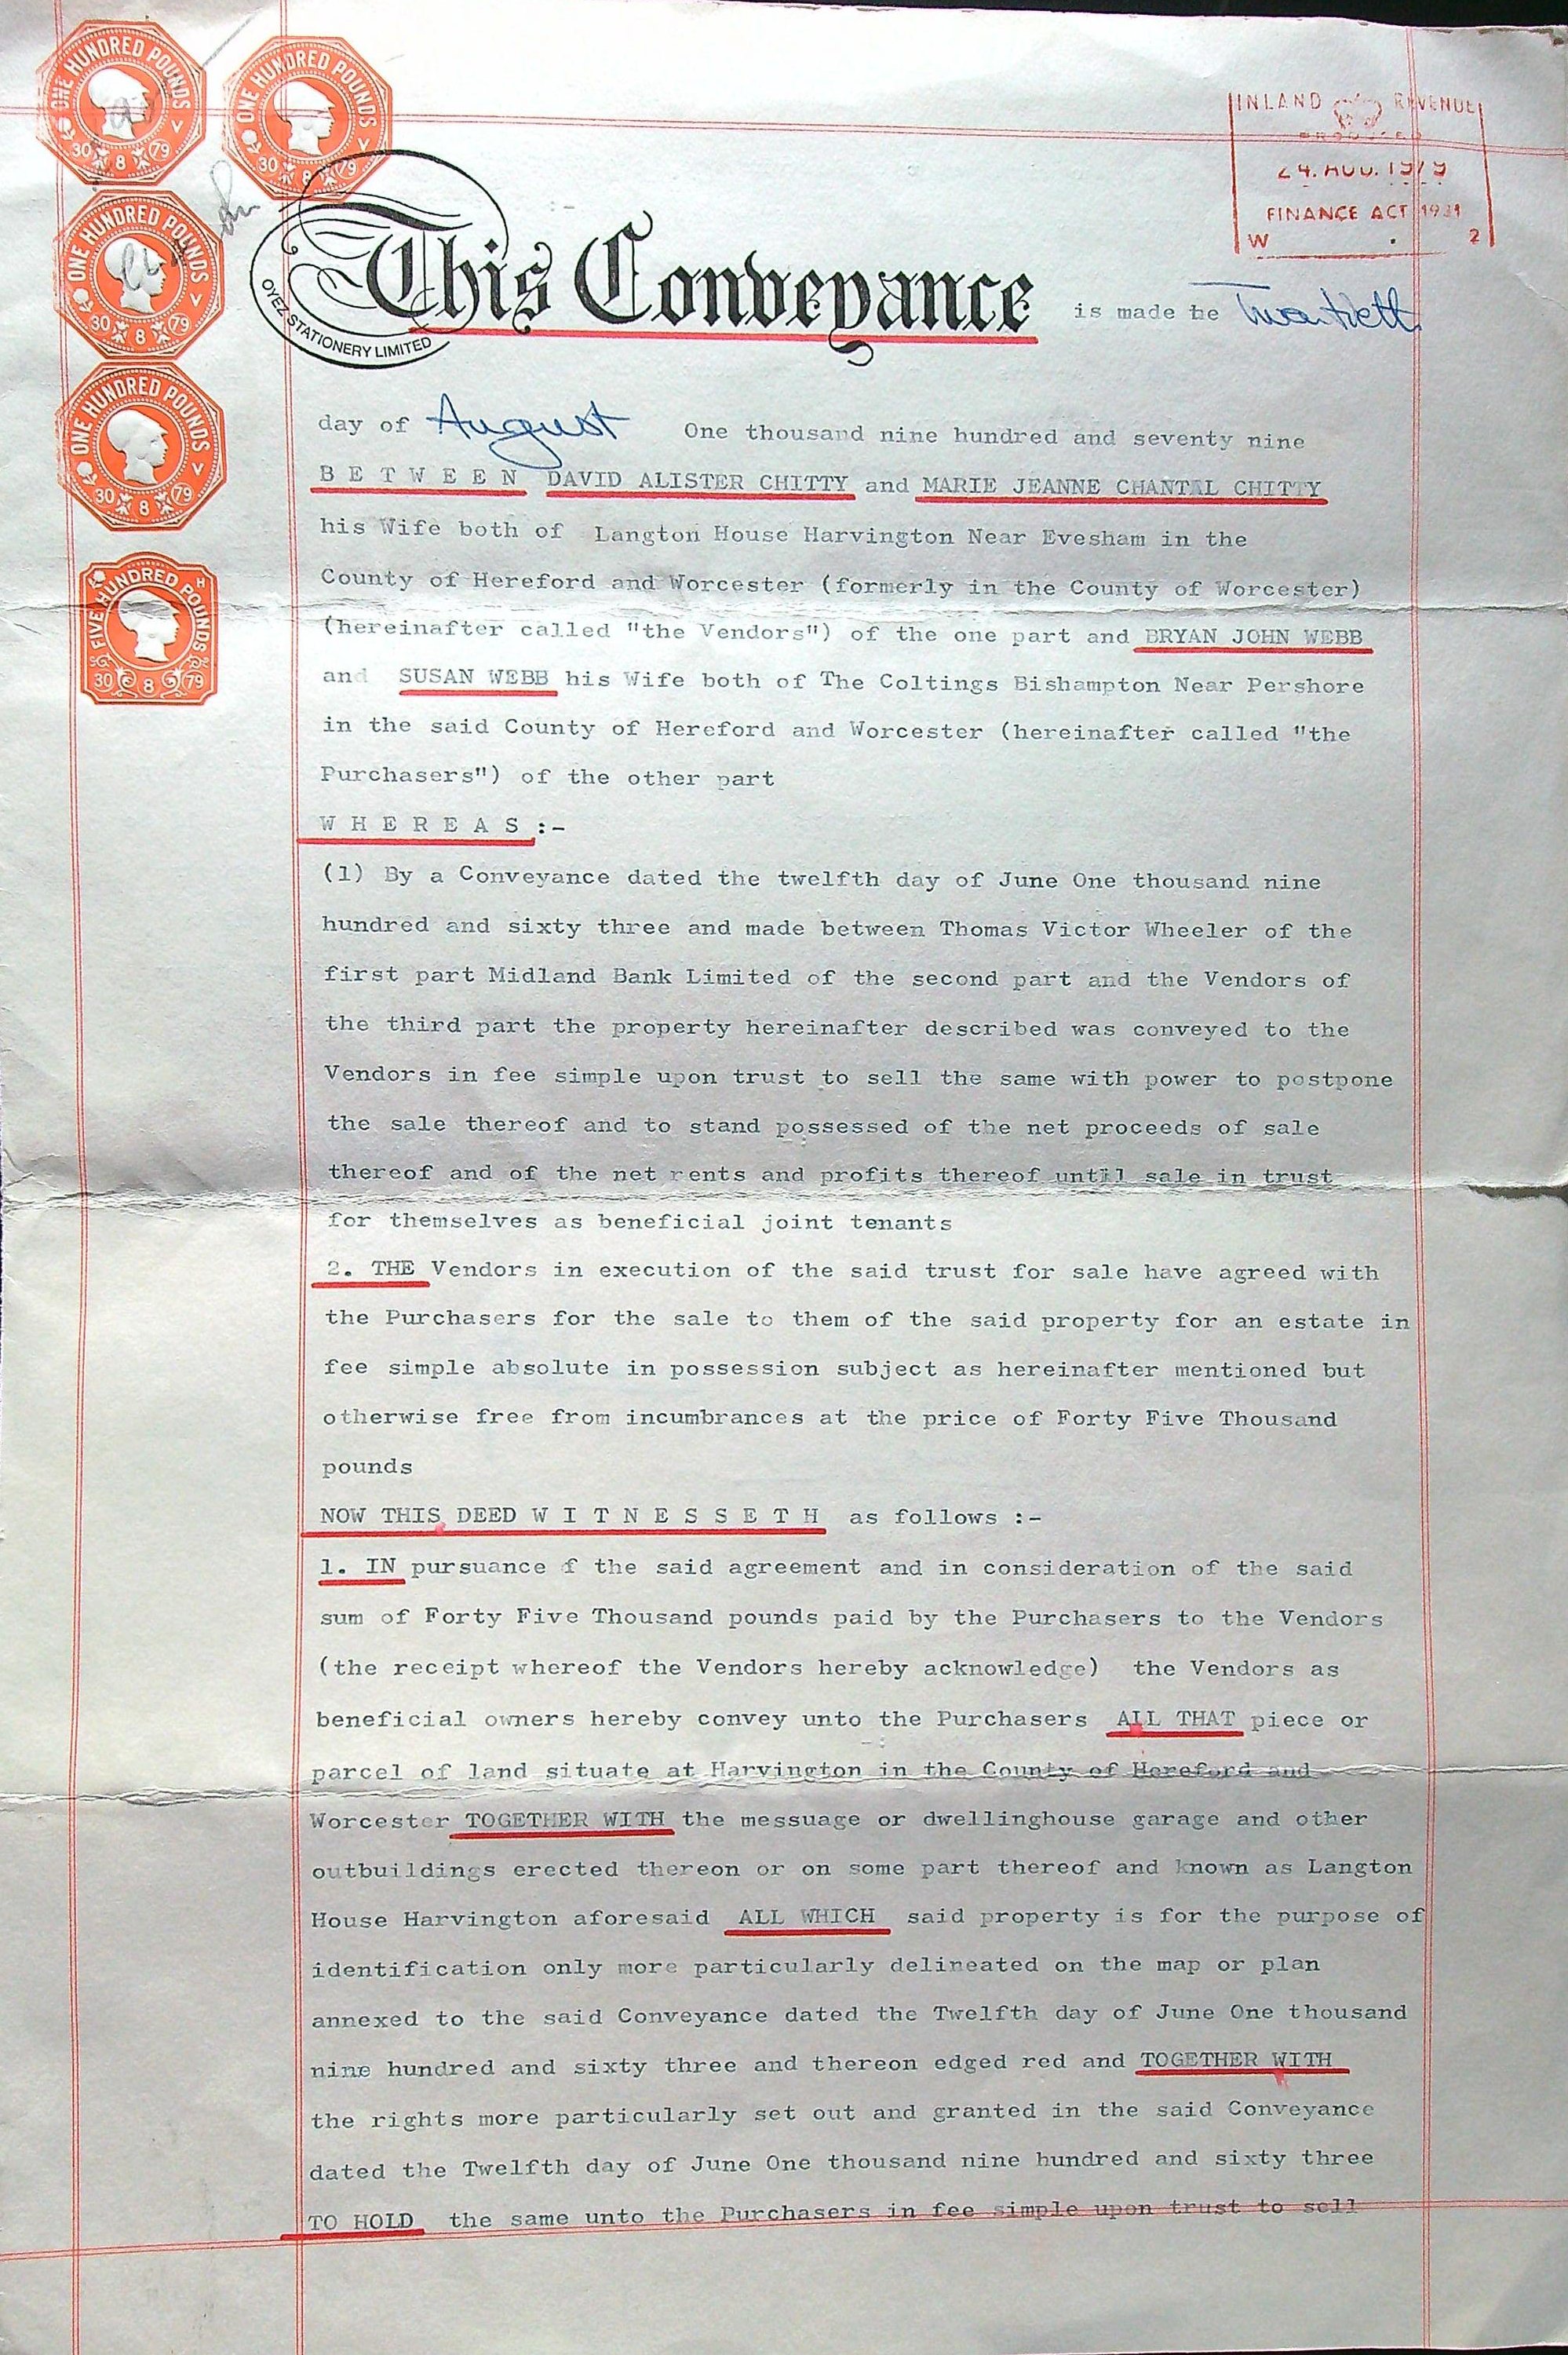 ONE HUNDRED POUNDS
V
30 8 79
ONE HUNDRED POUNDS
V
30 8 79
ONE HUNDRED POUNDS
V
30 8 79
ONE HUNDRED POUNDS
V
30 8 79
FIVE HUNDRED POUNDS
H
30 8 79
INLAND REVENUE
PRODUCED
24. AUG. 1979
FINANCE ACT 1931
W . 2
OYEZ STATIONERY LIMITED
This Conveyance is made he Twentieth
day of August One thousand nine hundred and seventy nine
B E T W E E N DAVID ALISTER CHITTY and MARIE JEANNE CHANTAL CHITTY
his Wife both of Langton House Harvington Near Evesham in the
County of Hereford and Worcester (formerly in the County of Worcester)
(hereinafter called "the Vendors") of the one part and BRYAN JOHN WEBB
and SUSAN WEBB his Wife both of The Coltings Bishampton Near Pershore
in the said County of Hereford and Worcester (hereinafter called "the
Purchasers") of the other part
W H E R E A S :-
(1) By a Conveyance dated the twelfth day of June One thousand nine
hundred and sixty three and made between Thomas Victor Wheeler of the
first part Midland Bank Limited of the second part and the Vendors of
the third part the property hereinafter described was conveyed to the
Vendors in fee simple upon trust to sell the same with power to postpone
the sale thereof and to stand possessed of the net proceeds of sale
thereof and of the net rents and profits thereof until sale in trust
for themselves as beneficial joint tenants
2. THE Vendors in execution of the said trust for sale have agreed with
the Purchasers for the sale to them of the said property for an estate in
fee simple absolute in possession subject as hereinafter mentioned but
otherwise free from incumbrances at the price of Forty Five Thousand
pounds
NOW THIS DEED W I T N E S S E T H as follows :-
1. IN pursuance f the said agreement and in consideration of the said
sum of Forty Five Thousand pounds paid by the Purchasers to the Vendors
(the receipt whereof the Vendors hereby acknowledge) the Vendors as
beneficial owners hereby convey unto the Purchasers ALL THAT piece or
parcel of land situate at Harvington in the County of Hereford and
Worcester TOGETHER WITH the messuage or dwellinghouse garage and other
outbuildings erected thereon or on some part thereof and known as Langton
House Harvington aforesaid ALL WHICH said property is for the purpose of
identification only more particularly delineated on the map or plan
annexed to the said Conveyance dated the Twelfth day of June One thousand
nine hundred and sixty three and thereon edged red and TOGETHER WITH
the rights more particularly set out and granted in the said Conveyance
dated the Twelfth day of June One thousand nine hundred and sixty three
TO HOLD the same unto the Purchasers in fee simple upon trust to sell